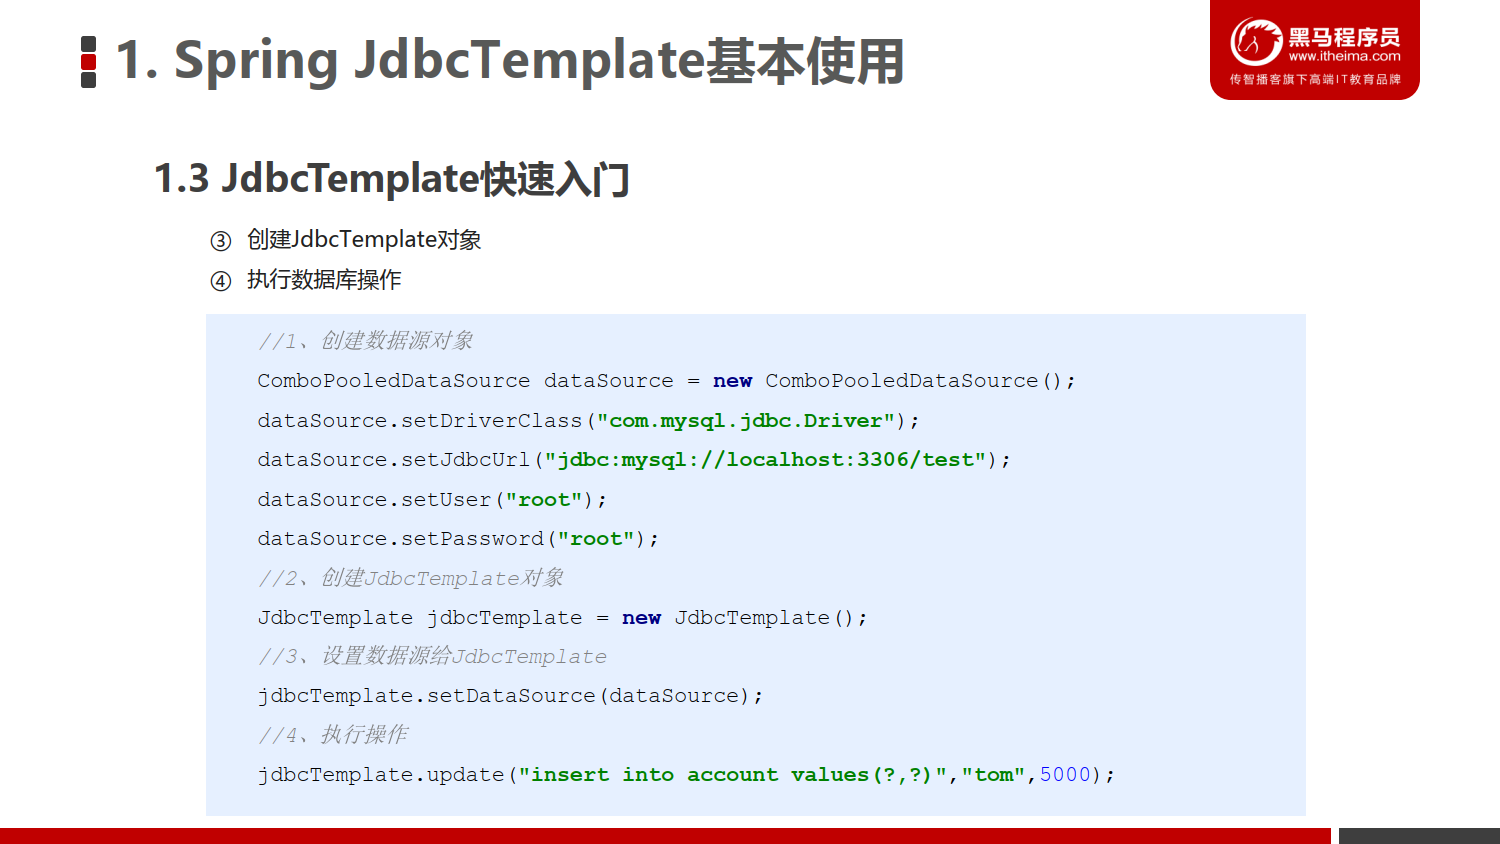 1. Spring JdbcTemplate基本使用
黑马程序员
www.itheima.com
传智播客旗下高端IT教育品牌
1.3 JdbcTemplate快速入门
③ 创建JdbcTemplate对象
④ 执行数据库操作
//1、创建数据源对象
ComboPooledDataSource dataSource = new ComboPooledDataSource();
dataSource.setDriverClass("com.mysql.jdbc.Driver");
dataSource.setJdbcUrl("jdbc:mysql://localhost:3306/test");
dataSource.setUser("root");
dataSource.setPassword("root");
//2、创建JdbcTemplate对象
JdbcTemplate jdbcTemplate = new JdbcTemplate();
//3、设置数据源给JdbcTemplate
jdbcTemplate.setDataSource(dataSource);
//4、执行操作
jdbcTemplate.update("insert into account values(?,?)","tom",5000);